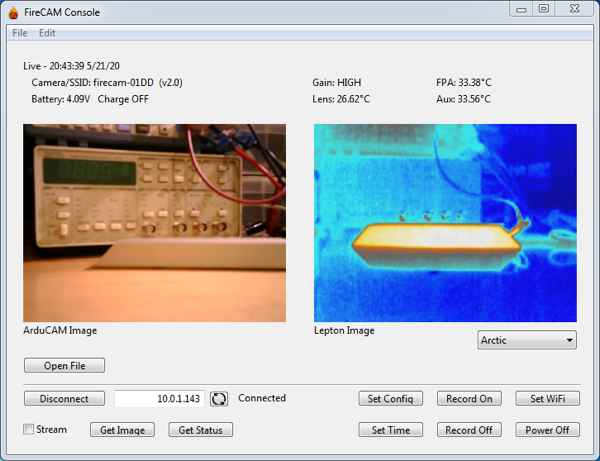 FireCAM Console
File Edit
Live - 20:43:39 5/21/20
Camera/SSID: firecam-01DD (v2.0) Gain: HIGH FPA: 33.38°C
Battery: 4.09V Charge OFF Lens: 26.62°C Aux: 33.56°C
ArduCAM Image Lepton Image
Arctic
Open File
Disconnect 10.0.1.143 Connected Set Config Record On Set WiFi
Stream Get Image Get Status Set Time Record Off Power Off